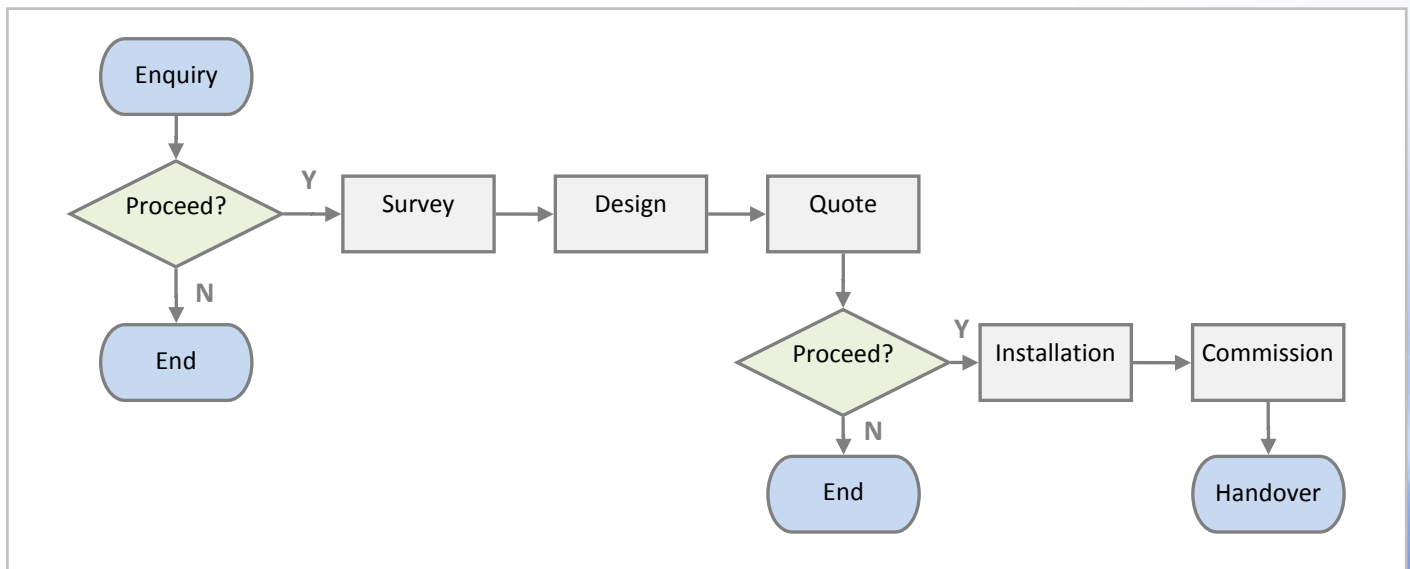 Enquiry
Proceed?
Y
Survey
Design
Quote
N
End
Proceed?
Y
Installation
Commission
N
End
Handover